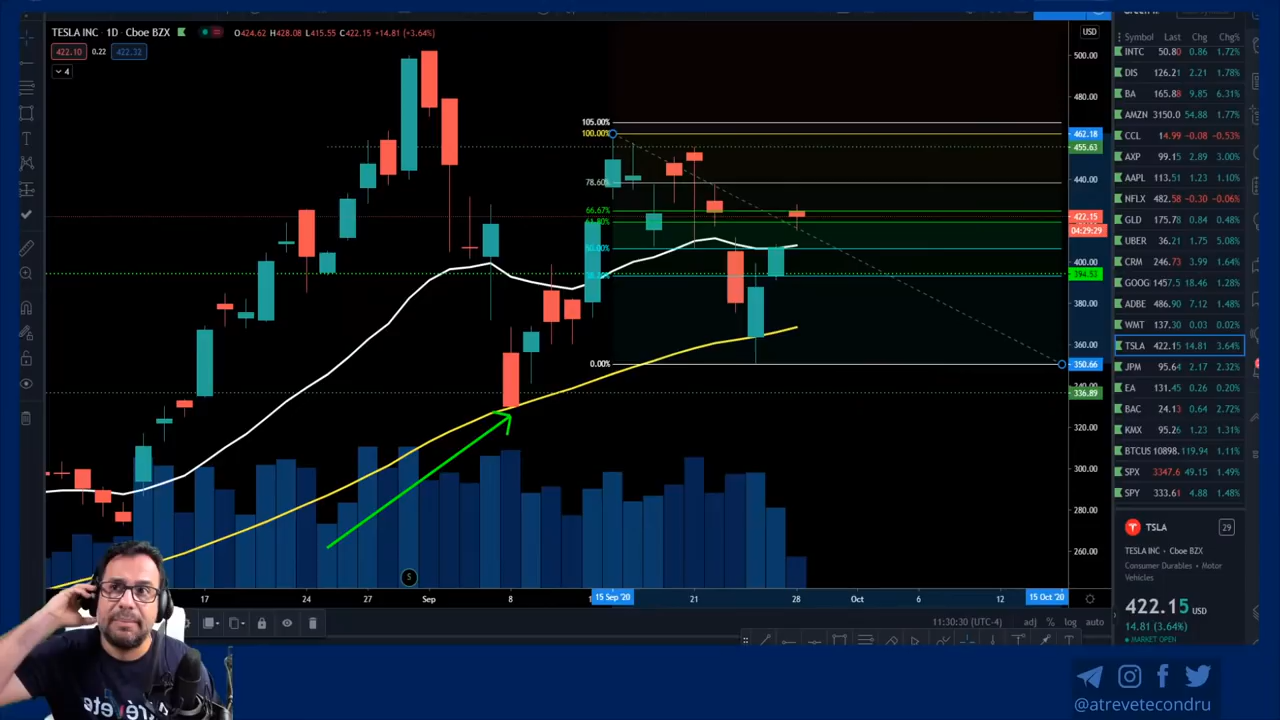 TESLA INC · 1D · Cboe BZX O424.62 H428.08 L415.55 C422.15 +14.81 (+3.64%)
422.10 0.22 422.32
4
USD
500.00
480.00
462.18
455.63
440.00
422.15
04:29:29
400.00
394.53
380.00
360.00
350.66
340.00
336.89
320.00
300.00
280.00
260.00
105.00%
100.00%
78.60%
66.67%
61.80%
50.00%
0.00%
S
17 24 27 Sep 8 15 Sep '20 21 28 Oct 6 12 15 Oct '20
11:30:30 (UTC-4) adj % log auto
Symbol Last Chg Chg%
INTC 50.80 0.86 1.72%
DIS 126.21 2.21 1.78%
BA 165.88 9.85 6.31%
AMZN 3150.0 54.88 1.77%
CCL 14.99 -0.08 -0.53%
AXP 99.15 2.89 3.00%
AAPL 113.51 1.23 1.10%
NFLX 482.58 -0.30 -0.06%
GLD 175.78 0.84 0.48%
UBER 36.21 1.75 5.08%
CRM 246.73 3.99 1.64%
GOOG 1457.5 18.46 1.28%
ADBE 486.90 7.12 1.48%
WMT 137.30 0.03 0.02%
TSLA 422.15 14.81 3.64%
JPM 95.64 2.17 2.32%
EA 131.45 0.26 0.20%
BAC 24.13 0.64 2.72%
KMX 95.26 1.23 1.31%
BTCUS 10898. 119.94 1.11%
SPX 3347.6 49.15 1.49%
SPY 333.61 4.88 1.48%
TSLA 29
TESLA INC • Cboe BZX
Consumer Durables • Motor
Vehicles
422.15 USD
14.81 (3.64%)
MARKET OPEN
@atrevetecondru